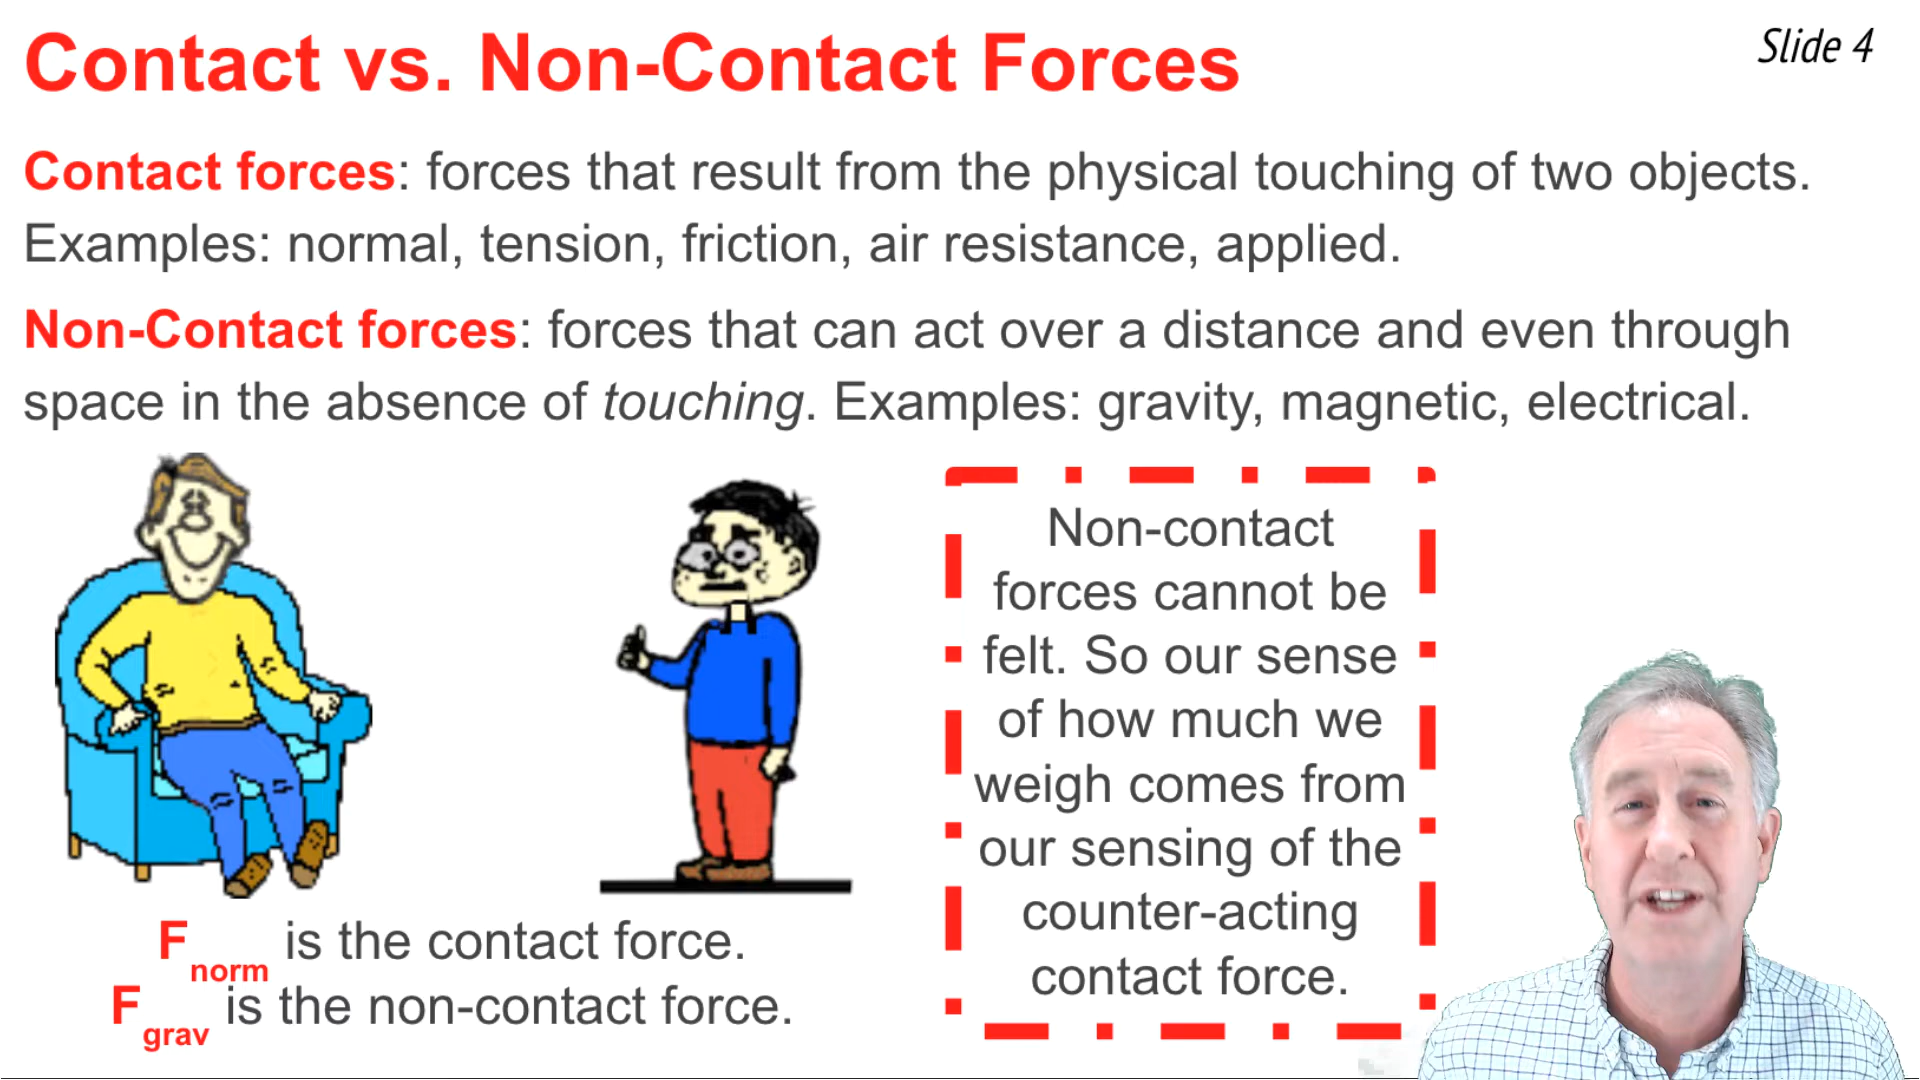 Contact vs. Non-Contact Forces
Slide 4
Contact forces: forces that result from the physical touching of two objects.
Examples: normal, tension, friction, air resistance, applied.
Non-Contact forces: forces that can act over a distance and even through
space in the absence of touching. Examples: gravity, magnetic, electrical.
Non-contact
forces cannot be
felt. So our sense
of how much we
weigh comes from
our sensing of the
counter-acting
contact force.
Fnorm is the contact force.
Fgrav is the non-contact force.